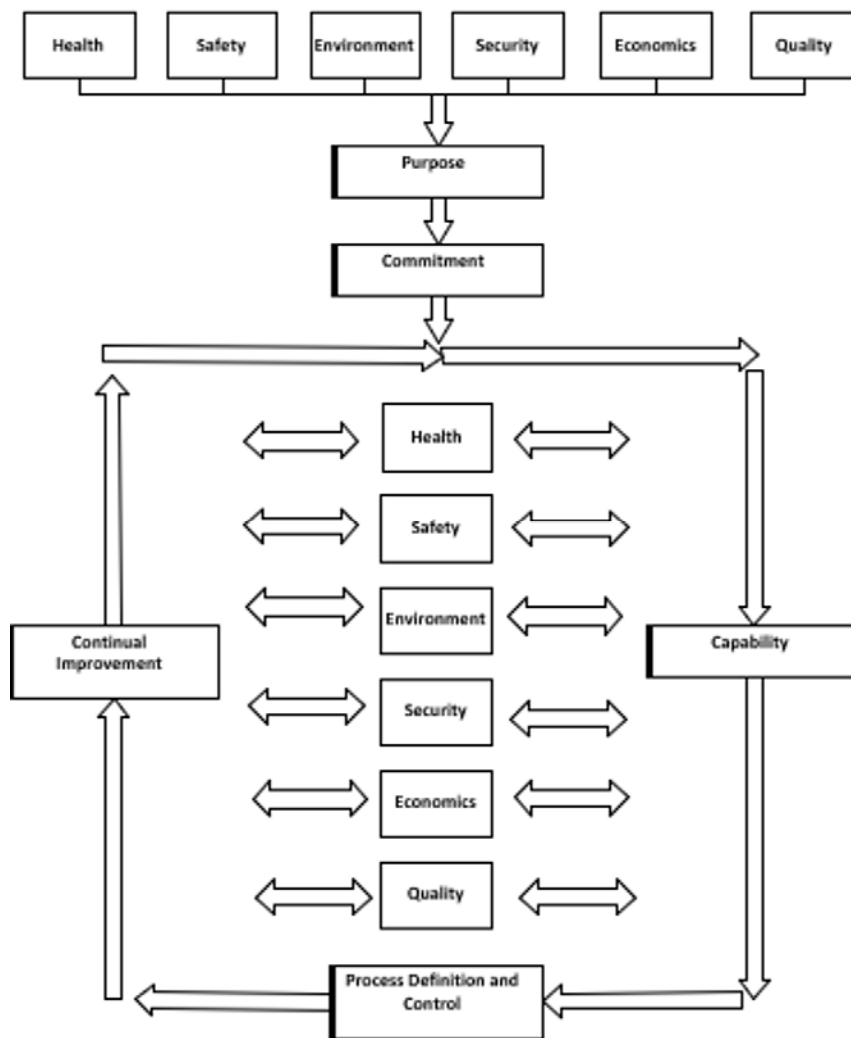 Health
Safety
Environment
Security
Economics
Quality
Purpose
Commitment
Health
Safety
Environment
Continual
Improvement
Capability
Security
Economics
Quality
Process Definition and
Control